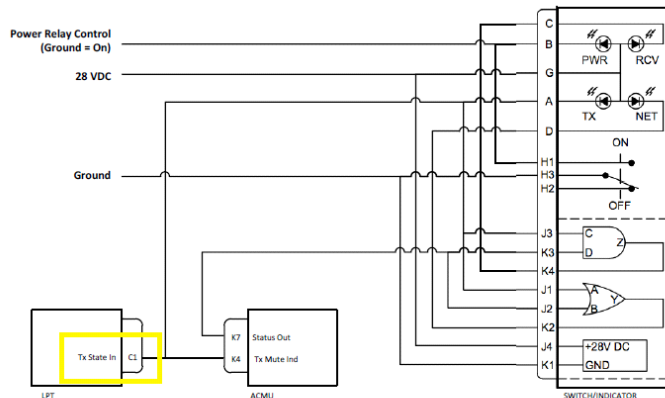 Power Relay Control
(Ground = On)
28 VDC
Ground
C
B
G
A
D
H1
H3
H2
J3
K3
K4
J1
J2
K2
J4
K1
PWR
RCV
TX
NET
ON
OFF
C
D
Z
A
B
Y
+28V DC
GND
SWITCH/INDICATOR
Tx State In
C1
LPT
K7
Status Out
K4
Tx Mute Ind
ACMU